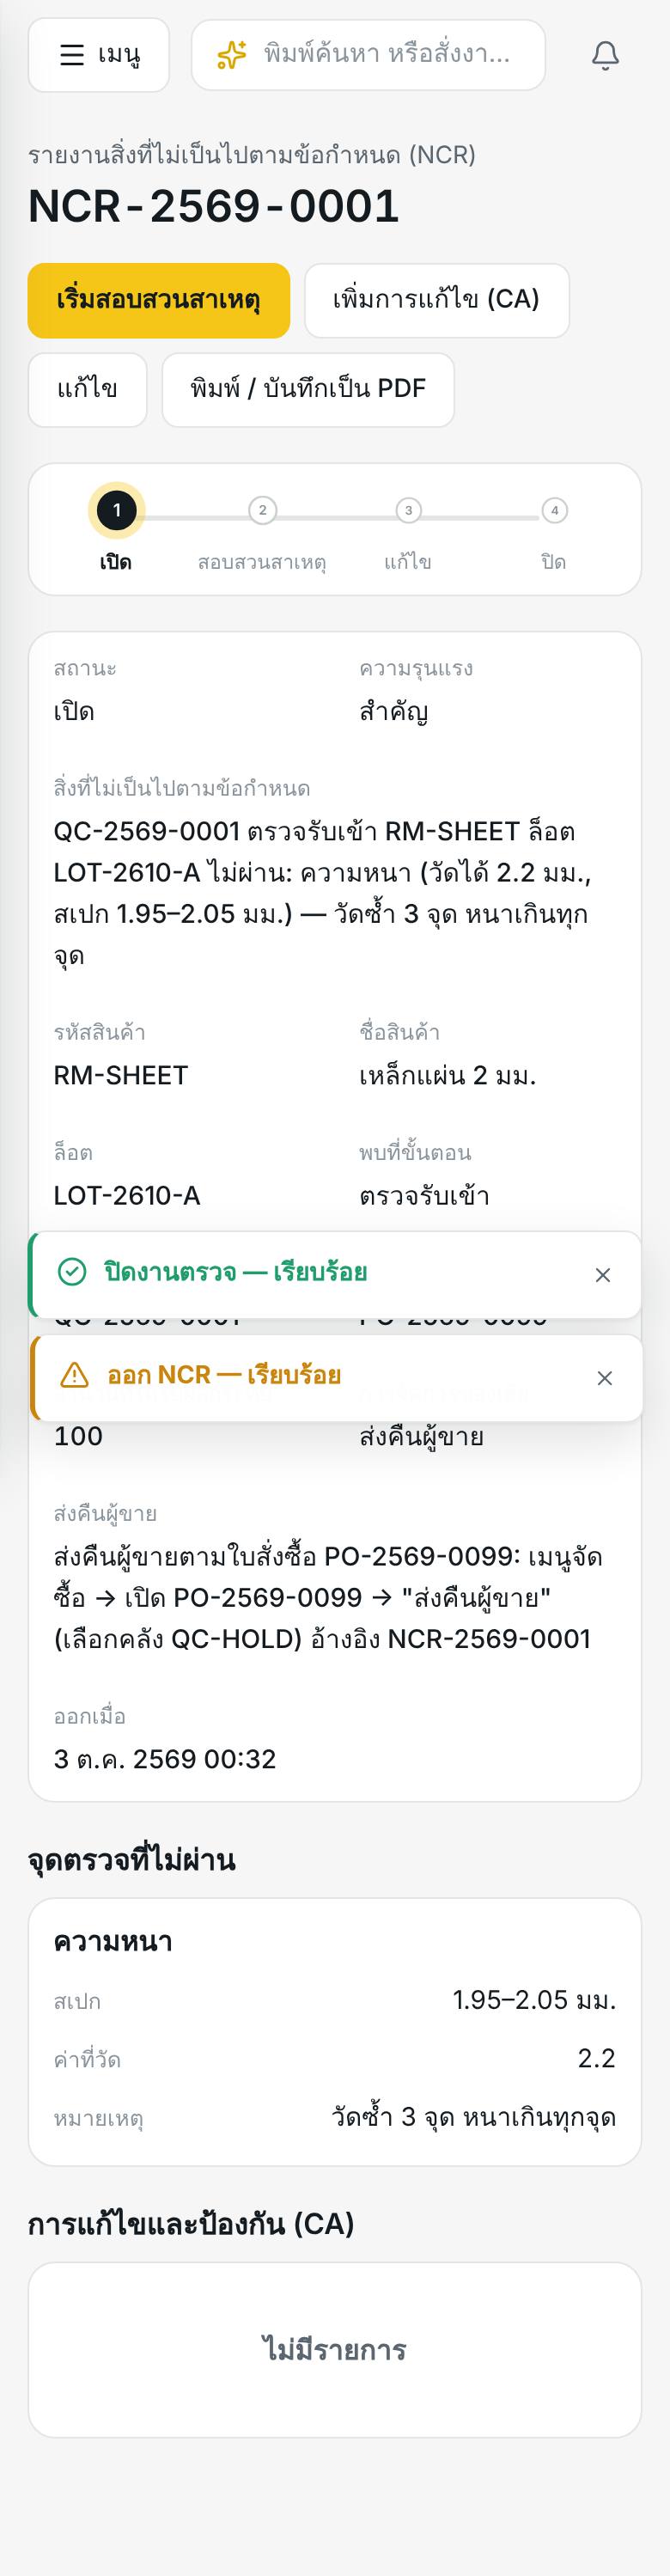 เมนู
พิมพ์ค้นหา หรือสั่งงา...
รายงานสิ่งที่ไม่เป็นไปตามข้อกำหนด (NCR)
NCR-2569-0001
เริ่มสอบสวนสาเหตุ
เพิ่มการแก้ไข (CA)
แก้ไข
พิมพ์ / บันทึกเป็น PDF
1
2
3
4
เปิด
สอบสวนสาเหตุ
แก้ไข
ปิด
สถานะ
ความรุนแรง
เปิด
สำคัญ
สิ่งที่ไม่เป็นไปตามข้อกำหนด
QC-2569-0001 ตรวจรับเข้า RM-SHEET ล็อต
LOT-2610-A ไม่ผ่าน: ความหนา (วัดได้ 2.2 มม.,
สเปก 1.95–2.05 มม.) — วัดซ้ำ 3 จุด หนาเกินทุก
จุด
รหัสสินค้า
ชื่อสินค้า
RM-SHEET
เหล็กแผ่น 2 มม.
ล็อต
พบที่ขั้นตอน
LOT-2610-A
ตรวจรับเข้า
ปิดงานตรวจ — เรียบร้อย
QC-2569-0001
PO-2569-0099
ออก NCR — เรียบร้อย
100
ส่งคืนผู้ขาย
ส่งคืนผู้ขาย
ส่งคืนผู้ขายตามใบสั่งซื้อ PO-2569-0099: เมนูจัด
ซื้อ → เปิด PO-2569-0099 → "ส่งคืนผู้ขาย"
(เลือกคลัง QC-HOLD) อ้างอิง NCR-2569-0001
ออกเมื่อ
3 ต.ค. 2569 00:32
จุดตรวจที่ไม่ผ่าน
ความหนา
สเปก
1.95–2.05 มม.
ค่าที่วัด
2.2
หมายเหตุ
วัดซ้ำ 3 จุด หนาเกินทุกจุด
การแก้ไขและป้องกัน (CA)
ไม่มีรายการ